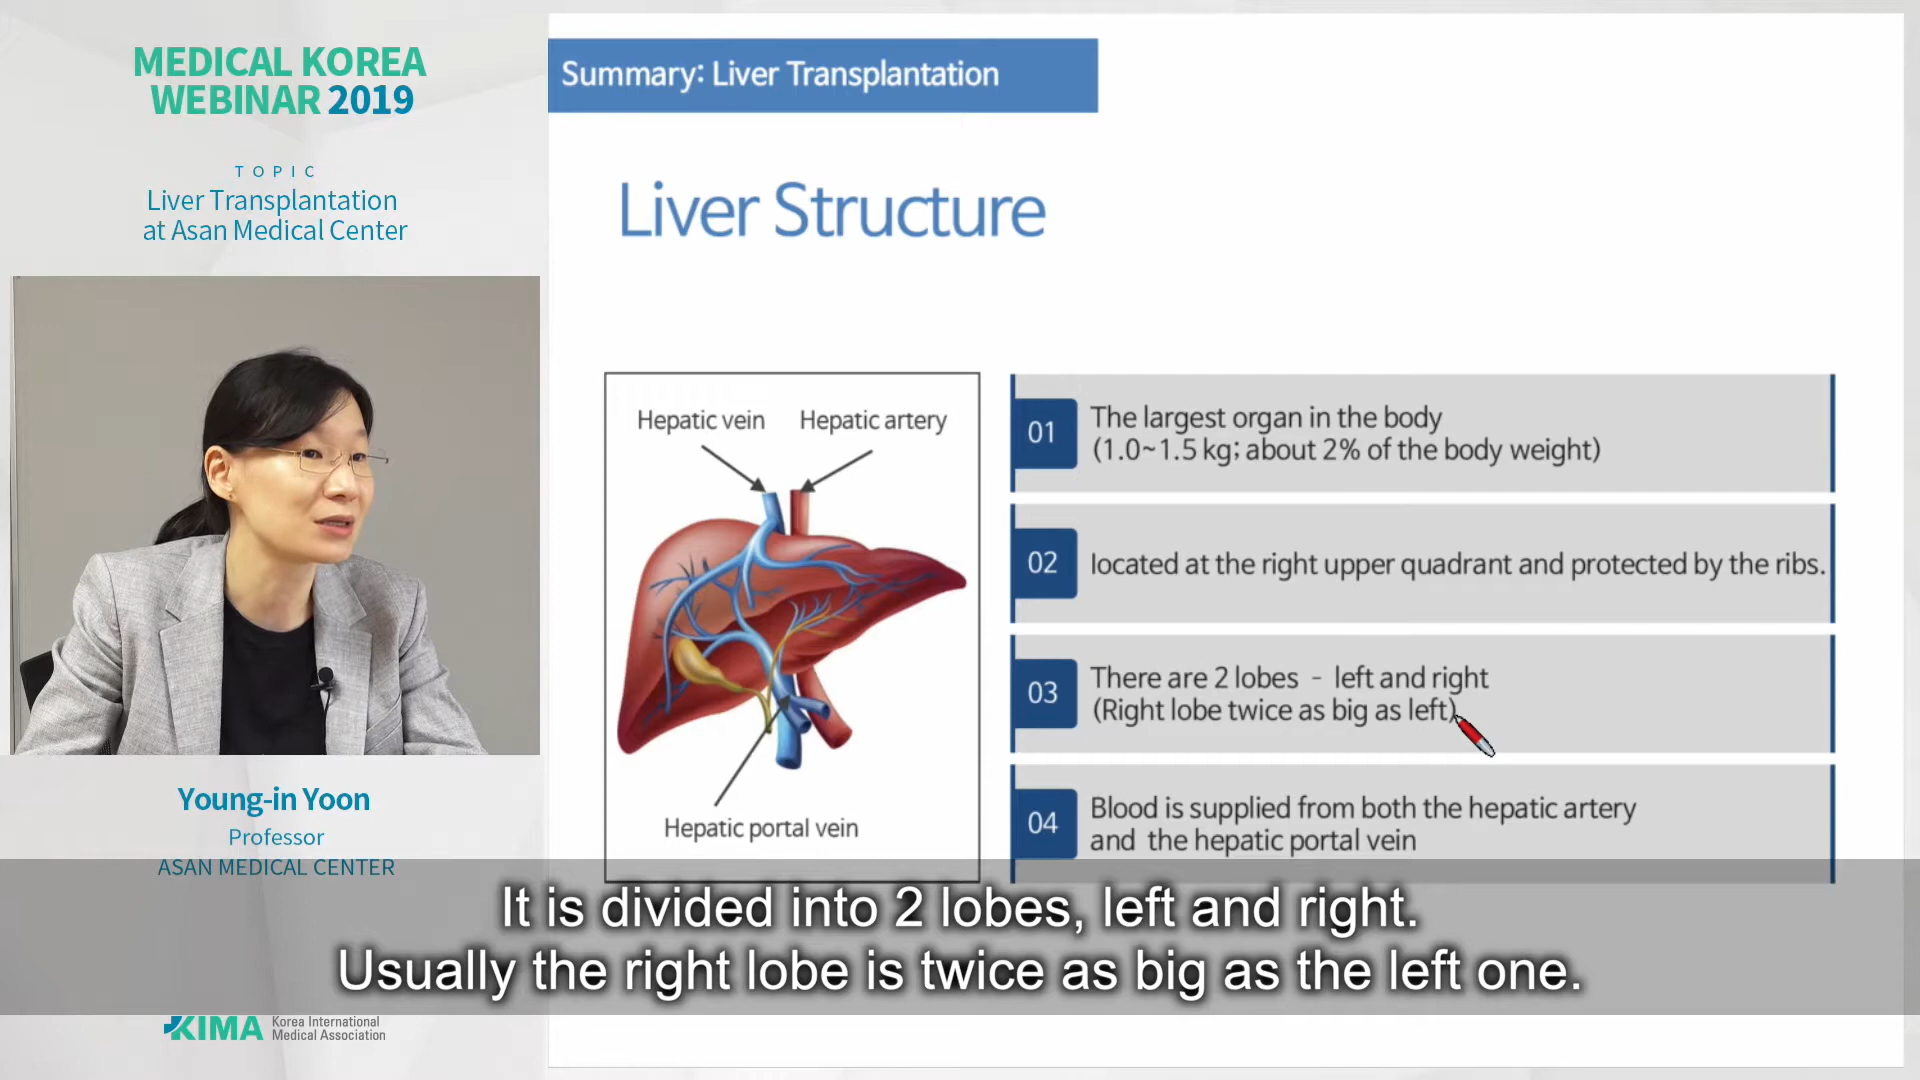 MEDICAL KOREA
WEBINAR 2019
TOPIC
Liver Transplantation
at Asan Medical Center
Young-in Yoon
Professor
ASAN MEDICAL CENTER
KIMA Korea International
Medical Association
Summary: Liver Transplantation
Liver Structure
Hepatic vein
Hepatic artery
Hepatic portal vein
01
The largest organ in the body
(1.0~1.5 kg; about 2% of the body weight)
02
located at the right upper quadrant and protected by the ribs.
03
There are 2 lobes - left and right
(Right lobe twice as big as left)
04
Blood is supplied from both the hepatic artery
and the hepatic portal vein
It is divided into 2 lobes, left and right.
Usually the right lobe is twice as big as the left one.